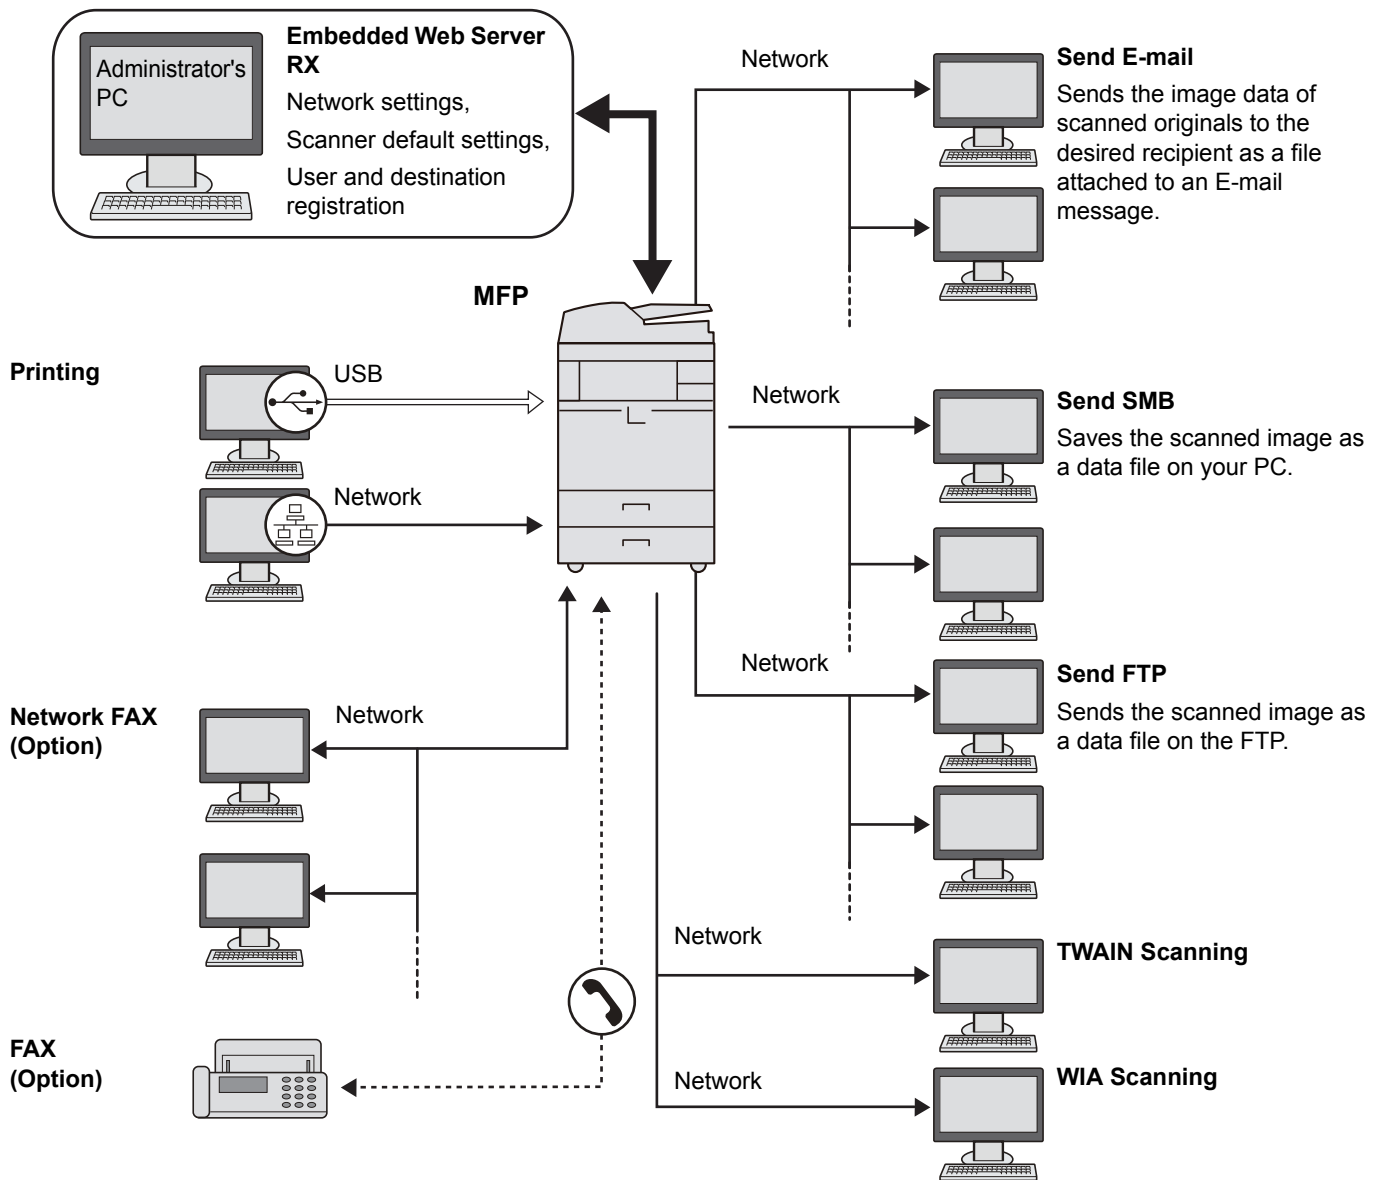 Administrator's
PC
Embedded Web Server
RX
Network settings,
Scanner default settings,
User and destination
registration
Network
Send E-mail
Sends the image data of
scanned originals to the
desired recipient as a file
attached to an E-mail
message.
MFP
Printing
USB
Network
Network
Send SMB
Saves the scanned image as
a data file on your PC.
Network FAX
(Option)
Network
Network
Send FTP
Sends the scanned image as
a data file on the FTP.
Network
TWAIN Scanning
FAX
(Option)
Network
WIA Scanning